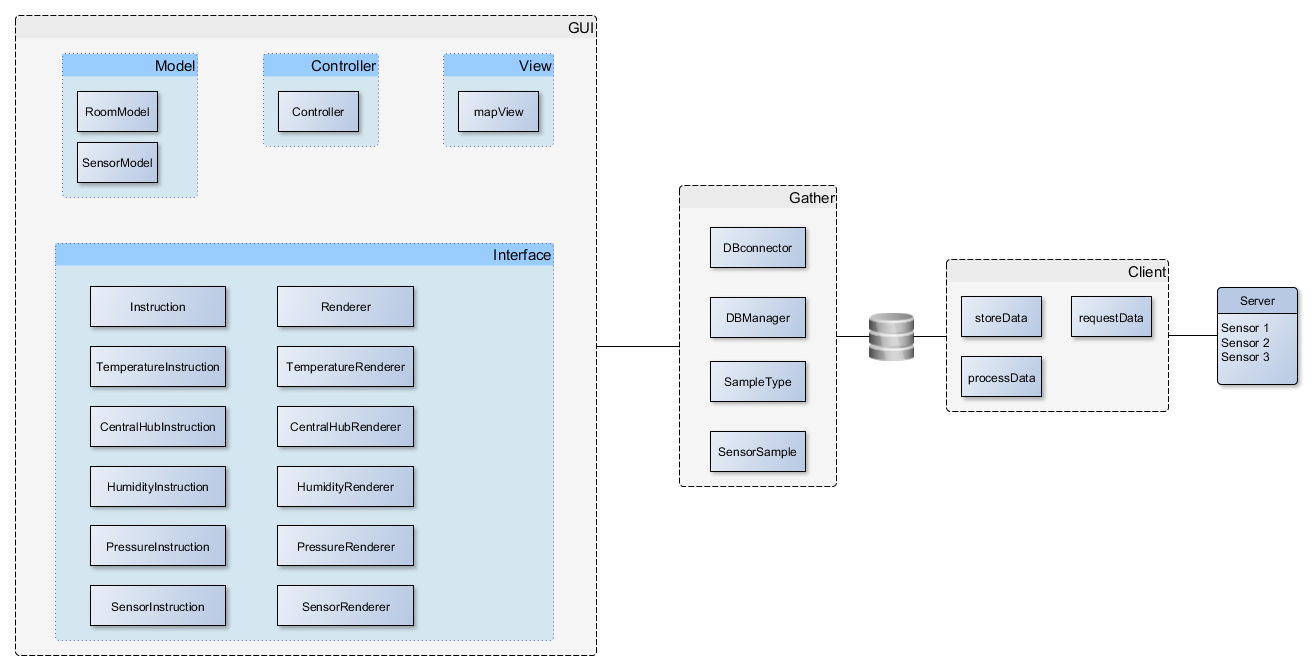 GUI
Model
RoomModel
SensorModel
Controller
Controller
View
mapView
Interface
Instruction
Renderer
TemperatureInstruction
TemperatureRenderer
CentralHubInstruction
CentralHubRenderer
HumidityInstruction
HumidityRenderer
PressureInstruction
PressureRenderer
SensorInstruction
SensorRenderer
Gather
DBconnector
DBManager
SampleType
SensorSample
Client
storeData
requestData
processData
Server
Sensor 1
Sensor 2
Sensor 3